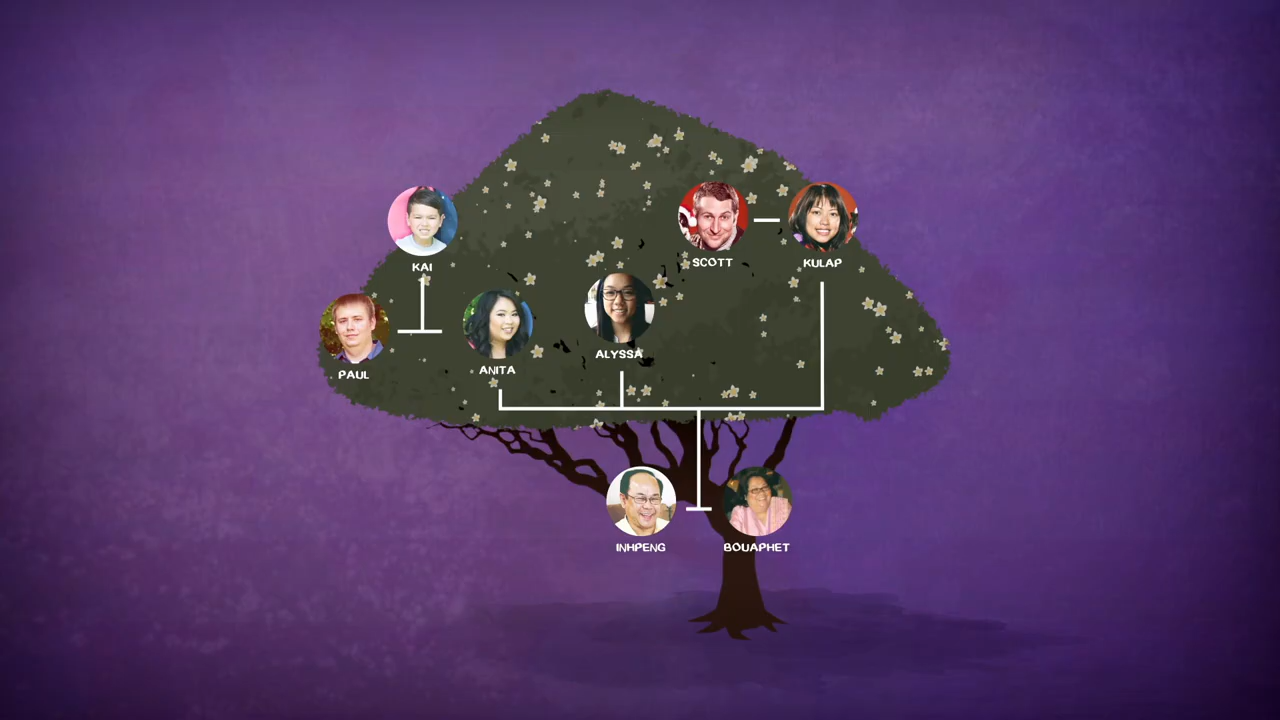 KAI
SCOTT
KULAP
PAUL
ANITA
ALYSSA
INHPENG
BOUAPHET